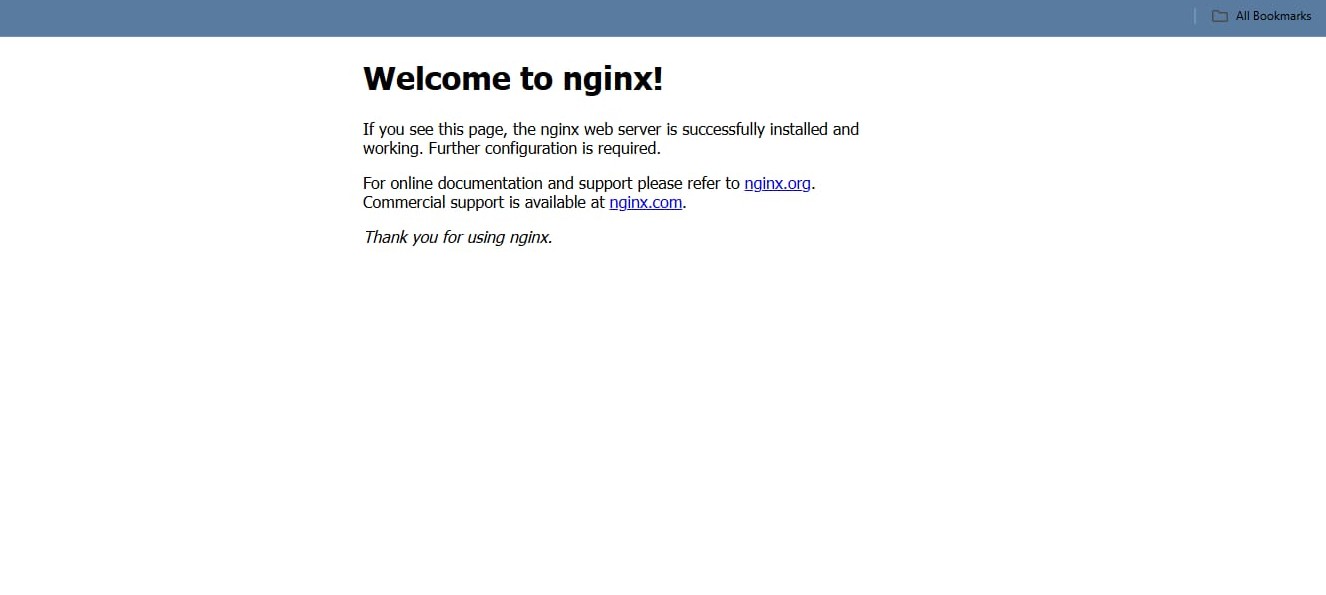 All Bookmarks
Welcome to nginx!
If you see this page, the nginx web server is successfully installed and
working. Further configuration is required.
For online documentation and support please refer to nginx.org.
Commercial support is available at nginx.com.
Thank you for using nginx.